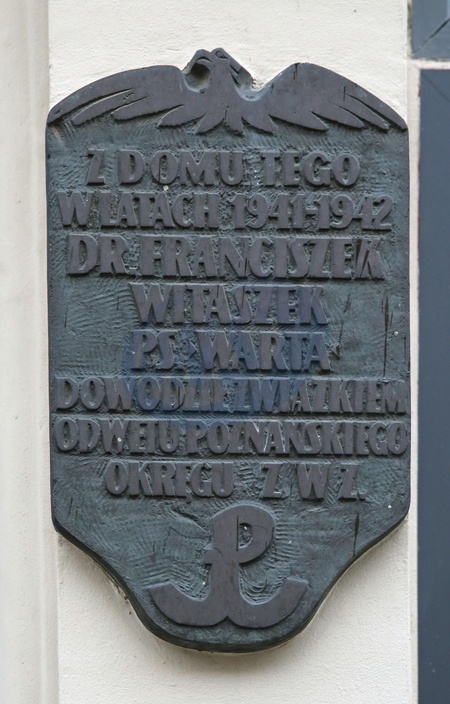 Z DOMU TEGO
W LATACH 1941-1942
DR FRANCISZEK
WITASZEK
PS. WARTA
DOWODZIŁ ZWIĄZKIEM
ODWETU POZNAŃSKIEGO
OKRĘGU Z W Z
P